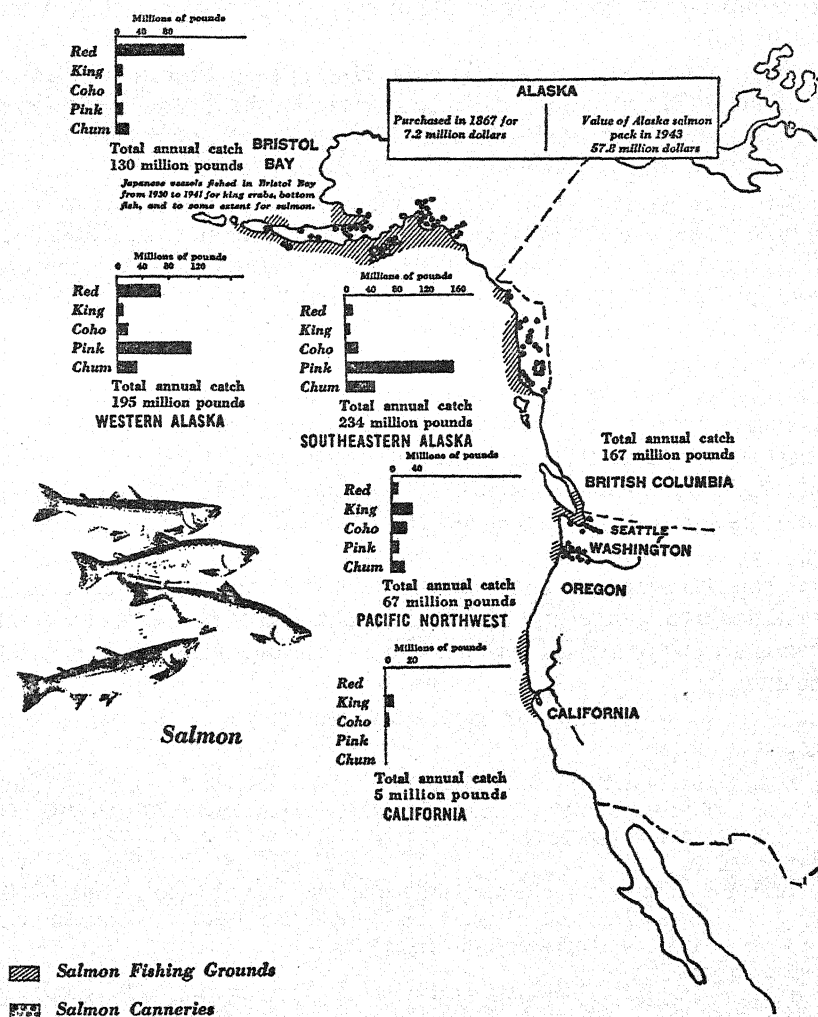 Millions of pounds
0 40 80
Red
King
Coho
Pink
Chum
Total annual catch
130 million pounds
BRISTOL
BAY
Japanese vessels fished in Bristol Bay
from 1930 to 1941 for king crabs, bottom
fish, and to some extent for salmon.
ALASKA
Purchased in 1867 for
7.2 million dollars
Value of Alaska salmon
pack in 1943
57.8 million dollars
Millions of pounds
0 40 80 120
Red
King
Coho
Pink
Chum
Total annual catch
195 million pounds
WESTERN ALASKA
Millions of pounds
0 40 80 120 160
Red
King
Coho
Pink
Chum
Total annual catch
234 million pounds
SOUTHEASTERN ALASKA
Total annual catch
167 million pounds
BRITISH COLUMBIA
Millions of pounds
0 40
Red
King
Coho
Pink
Chum
Total annual catch
67 million pounds
PACIFIC NORTHWEST
SEATTLE
WASHINGTON
OREGON
Millions of pounds
0 20
Red
King
Coho
Pink
Chum
Total annual catch
5 million pounds
CALIFORNIA
CALIFORNIA
Salmon
Salmon Fishing Grounds
Salmon Canneries